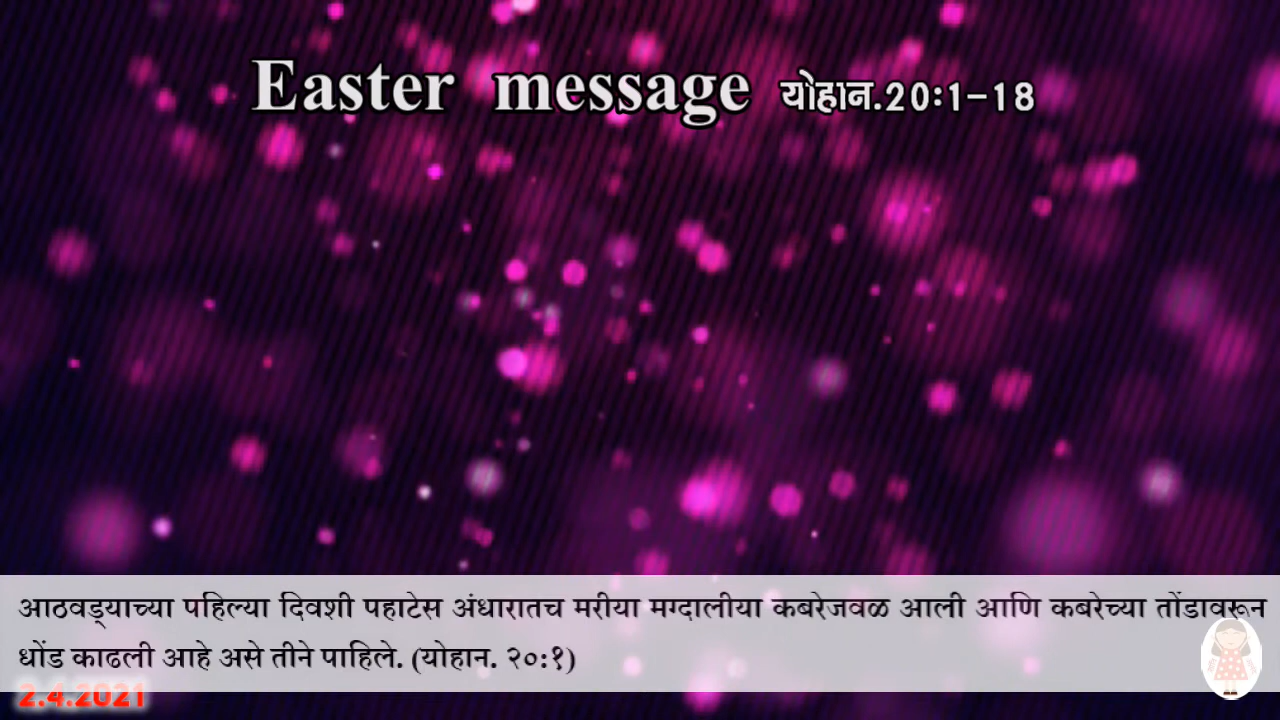 Easter message योहान.20:1-18
आठवड्याच्या पहिल्या दिवशी पहाटेस अंधारातच मरीया मग्दालीया कबरेजवळ आली आणि कबरेच्या तोंडावरून
धोंड काढली आहे असे तीने पाहिले. (योहान. २०:१)
2.4.2021